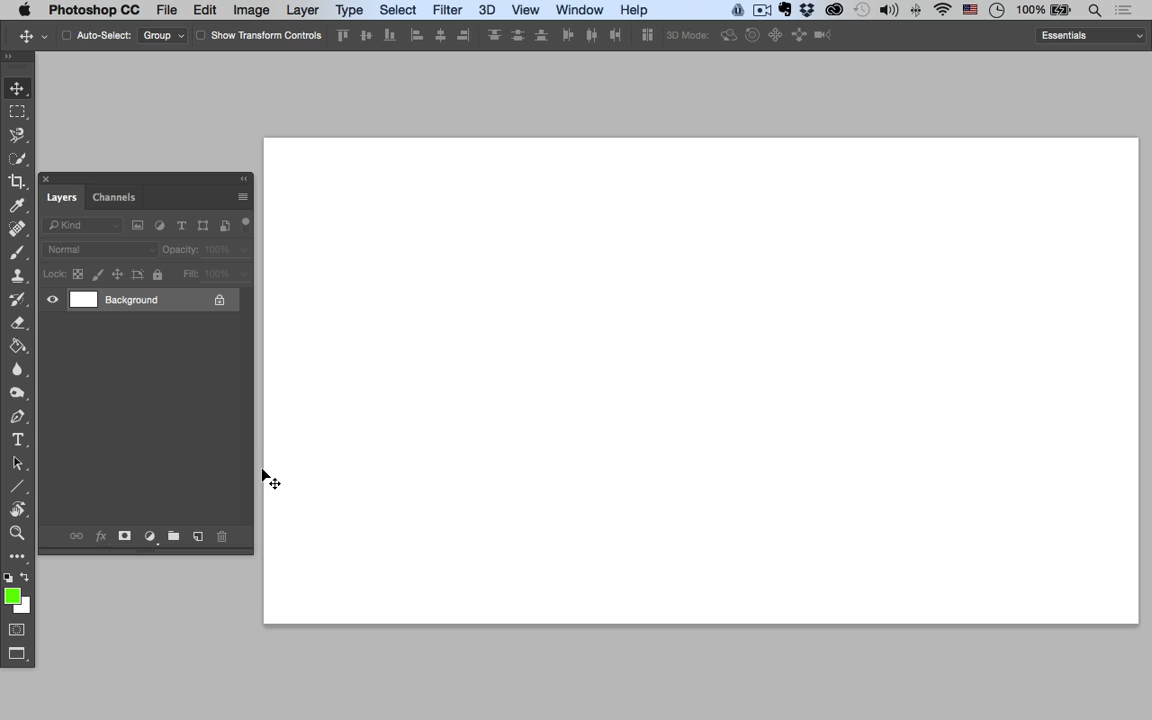 Photoshop CC File Edit Image Layer Type Select Filter 3D View Window Help 100%
Auto-Select: Group Show Transform Controls 3D Mode: Essentials
Layers Channels
Kind
Normal Opacity: 100%
Lock: Fill: 100%
Background